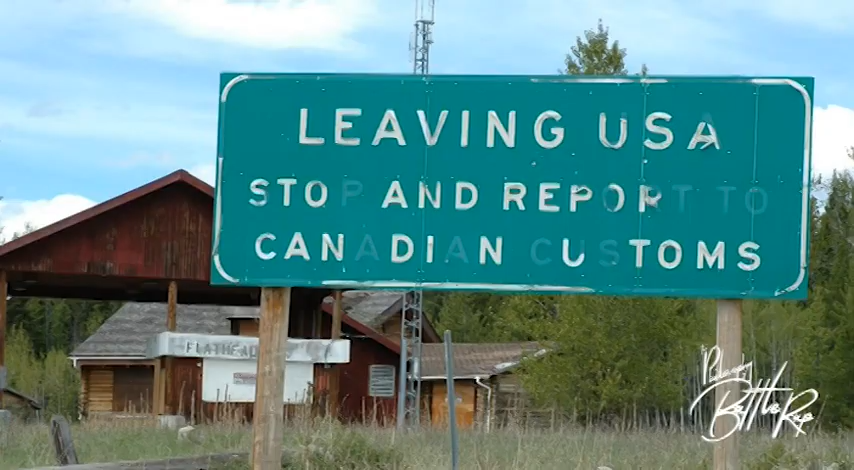 LEAVING USA
STOP AND REPORT TO
CANADIAN CUSTOMS
FLATHEAD